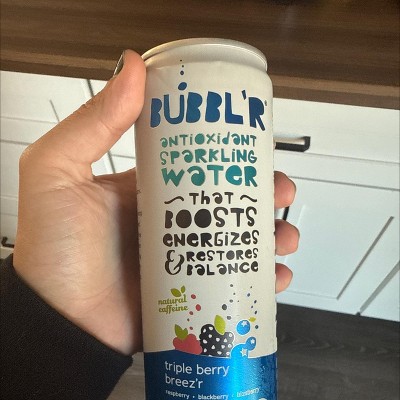 BUBBL'R
antioxidant
sparkling
water
~ that ~
boosts
energizes
& restores
balance
natural
caffeine
triple berry
breez'r
raspberry • blackberry • blueberry